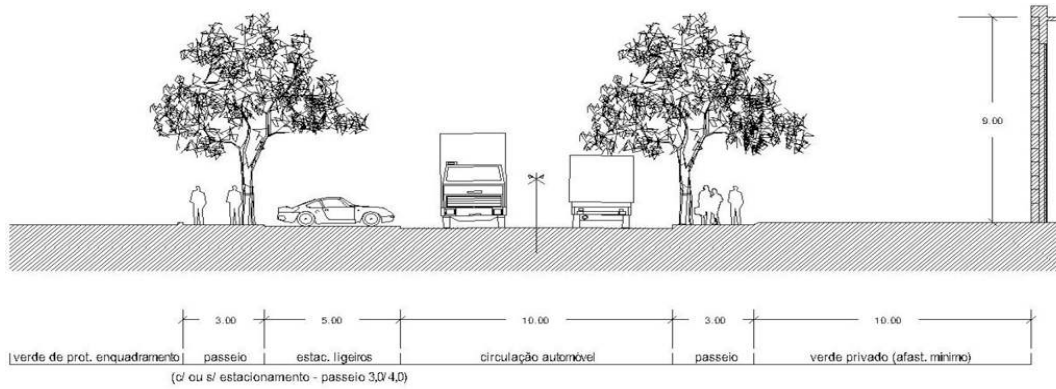 9.00
3.00 5.00 10.00 3.00 10.00
verde de prot. enquadramento passeio estac. ligeiros circulação automóvel passeio verde privado (afast. mínimo)
(c/ ou s/ estacionamento - passeio 3,0/4,0)